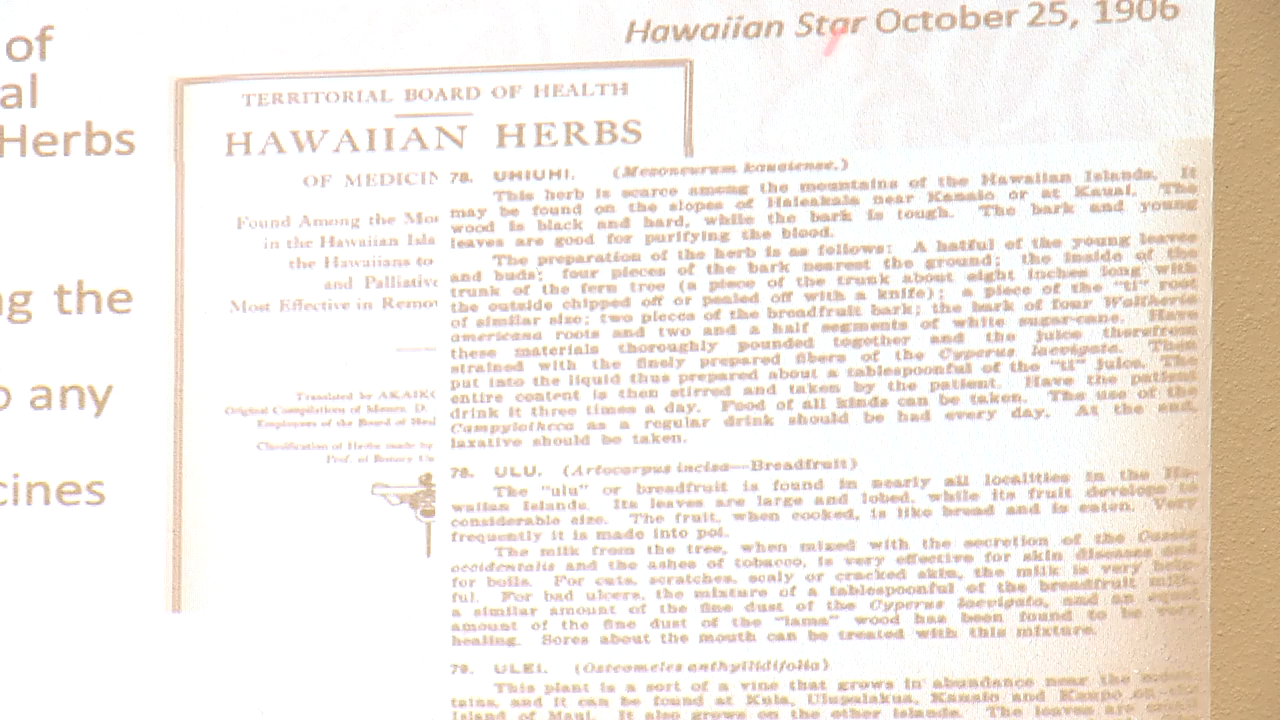 Hawaiian Star October 25, 1906
of
al
Herbs
ng the
any
cines
TERRITORIAL BOARD OF HEALTH
HAWAIIAN HERBS
OF MEDICIN
Found Among the Mo
in the Hawaiian Isla
the Hawaiians to
and Palliative
Most Effective in Remo
Translated by AKAIK
Original Compilations of
Employees of the Board of Heal
Classification of Herbs made by
Prof. of Botany
78. UHIUHI. (Mezoneurum kauaiense.)
This herb is scarce among the mountains of the Hawaiian Islands. It
may be found on the slopes of Haleakala near Kanaio or at Kauai. The
wood is black and hard, while the bark is tough. The bark and young
leaves are good for purifying the blood.
The preparation of the herb is as follows: A hatful of the young leaves
and buds; four pieces of the bark nearest the ground; the inside of the
trunk of the fern tree (a piece of the trunk about eight inches long with
the outside chipped off or peeled off with a knife); a piece of the "ti" root
of similar size; two pieces of the breadfruit bark; the bark of four Waltheria
americana roots and two and a half segments of white sugar-cane. Have
these materials thoroughly pounded together and the juice therefrom
strained with the finely prepared fibers of the Cyperus laevigata. Then
put into the liquid thus prepared about a tablespoonful of the "ti" juice. The
entire content is then stirred and taken by the patient. Have the patient
drink it three times a day. Food of all kinds can be taken. The use of the
Campylotheca as a regular drink should be had every day. At the end,
laxative should be taken.
78. ULU. (Artocarpus incisa—Breadfruit)
The "ulu" or breadfruit is found in nearly all localities in the Ha-
waiian Islands. Its leaves are large and lobed, while its fruit develops to
considerable size. The fruit, when cooked, is like bread and is eaten. Very
frequently it is made into poi.
The milk from the tree, when mixed with the secretion of the
occidentalis and the ashes of tobacco, is very effective for skin diseases and
for boils. For cuts, scratches, scaly or cracked skin, the milk is very help-
ful. For bad ulcers, the mixture of a tablespoonful of the breadfruit milk,
a similar amount of the fine dust of the Cyperus laevigata, and an
amount of the fine dust of the "lama" wood has been found to be very
healing. Sores about the mouth can be treated with this mixture.
79. ULEI. (Osteomeles anthyllidifolia)
This plant is a sort of a vine that grows in abundance near the
tains, and it can be found at Kula, Ulupalakua, Kanaio and Kaupo on the
Island of Maui. It also grows on the other islands. The leaves are